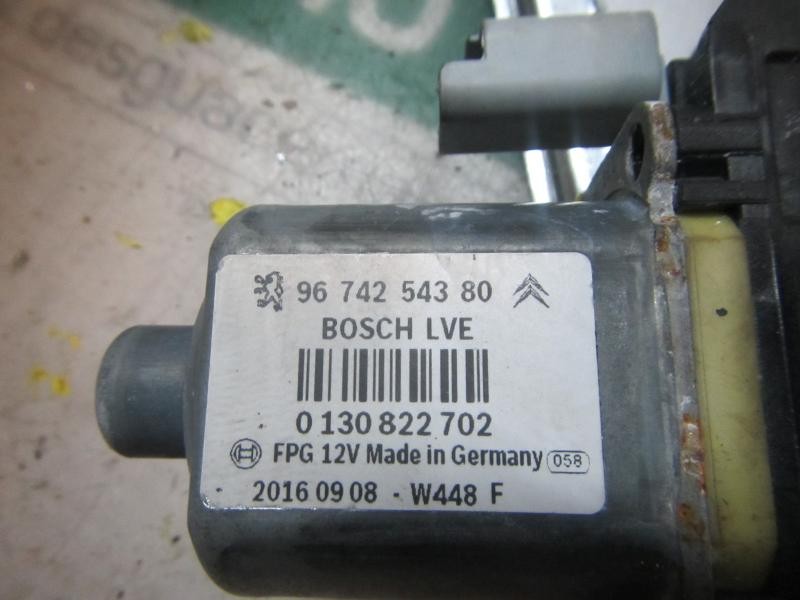 desguac
96 742 543 80
BOSCH LVE
0 130 822 702
FPG 12V Made in Germany 058
2016 09 08 - W448 F